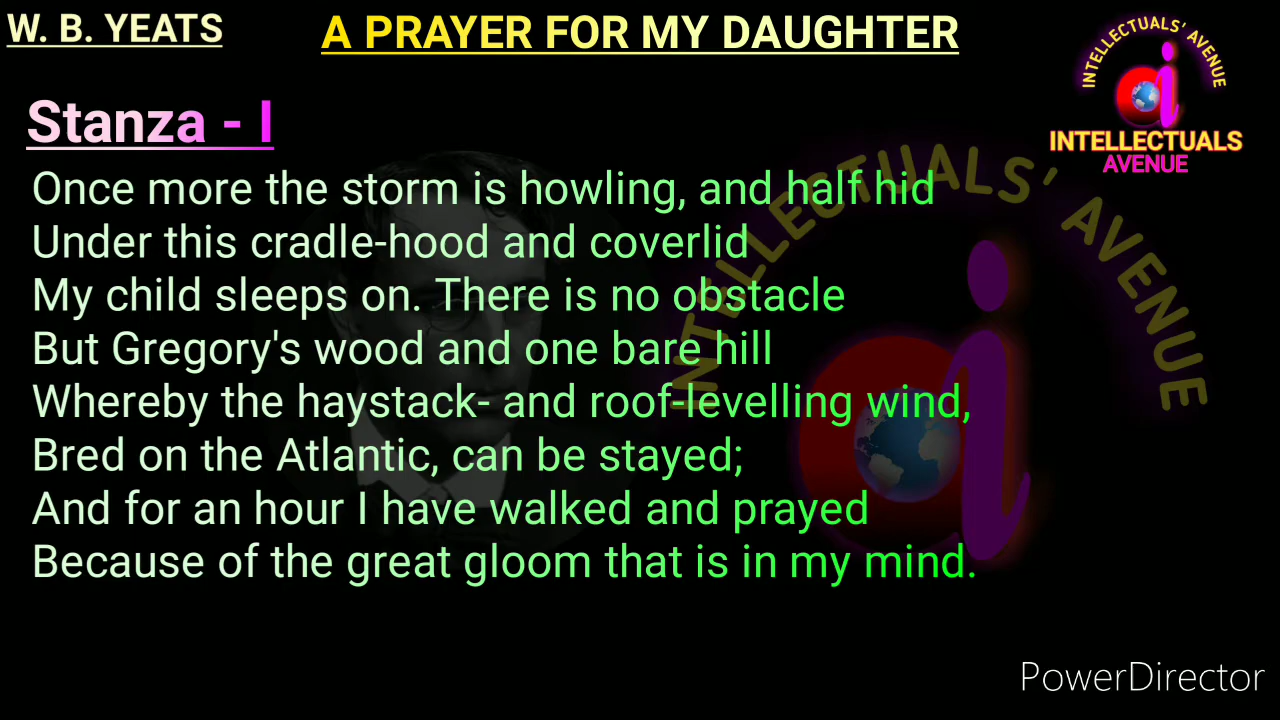 W. B. YEATS
A PRAYER FOR MY DAUGHTER
INTELLECTUALS' AVENUE
INTELLECTUALS
AVENUE
Stanza - I
Once more the storm is howling, and half hid
Under this cradle-hood and coverlid
My child sleeps on. There is no obstacle
But Gregory's wood and one bare hill
Whereby the haystack- and roof-levelling wind,
Bred on the Atlantic, can be stayed;
And for an hour I have walked and prayed
Because of the great gloom that is in my mind.
INTELLECTUALS' AVENUE
PowerDirector